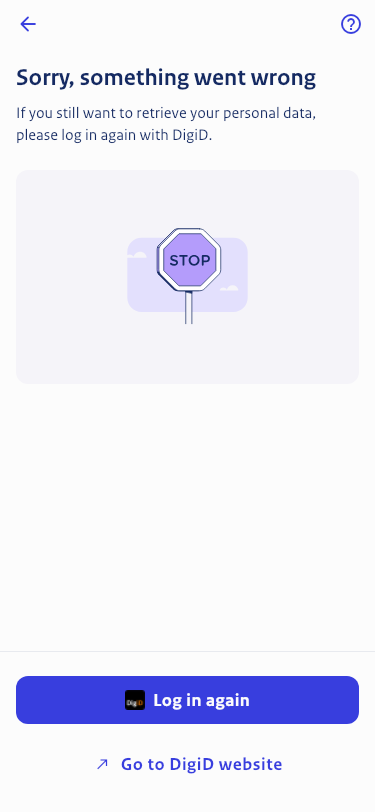 Sorry, something went wrong
If you still want to retrieve your personal data,
please log in again with DigiD.
STOP
DigiD Log in again
Go to DigiD website